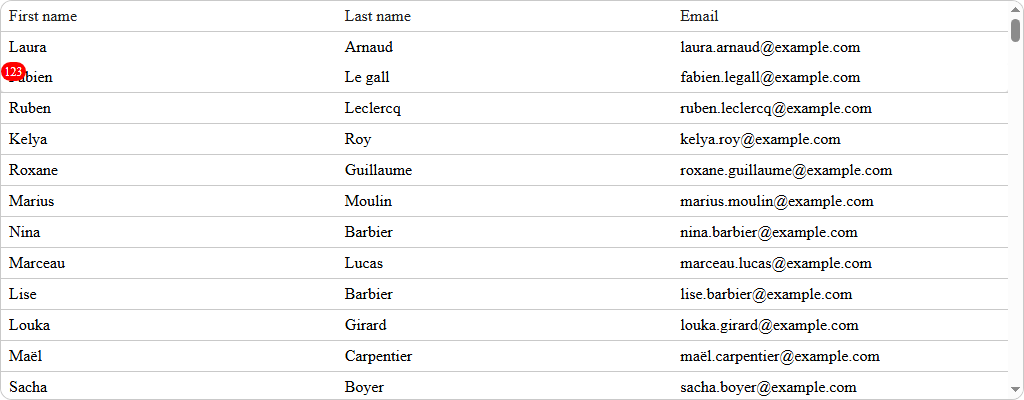 First name Last name Email
Laura Arnaud laura.arnaud@example.com
123 bien Le gall fabien.legall@example.com
Ruben Leclercq ruben.leclercq@example.com
Kelya Roy kelya.roy@example.com
Roxane Guillaume roxane.guillaume@example.com
Marius Moulin marius.moulin@example.com
Nina Barbier nina.barbier@example.com
Marceau Lucas marceau.lucas@example.com
Lise Barbier lise.barbier@example.com
Louka Girard louka.girard@example.com
Maël Carpentier maël.carpentier@example.com
Sacha Boyer sacha.boyer@example.com